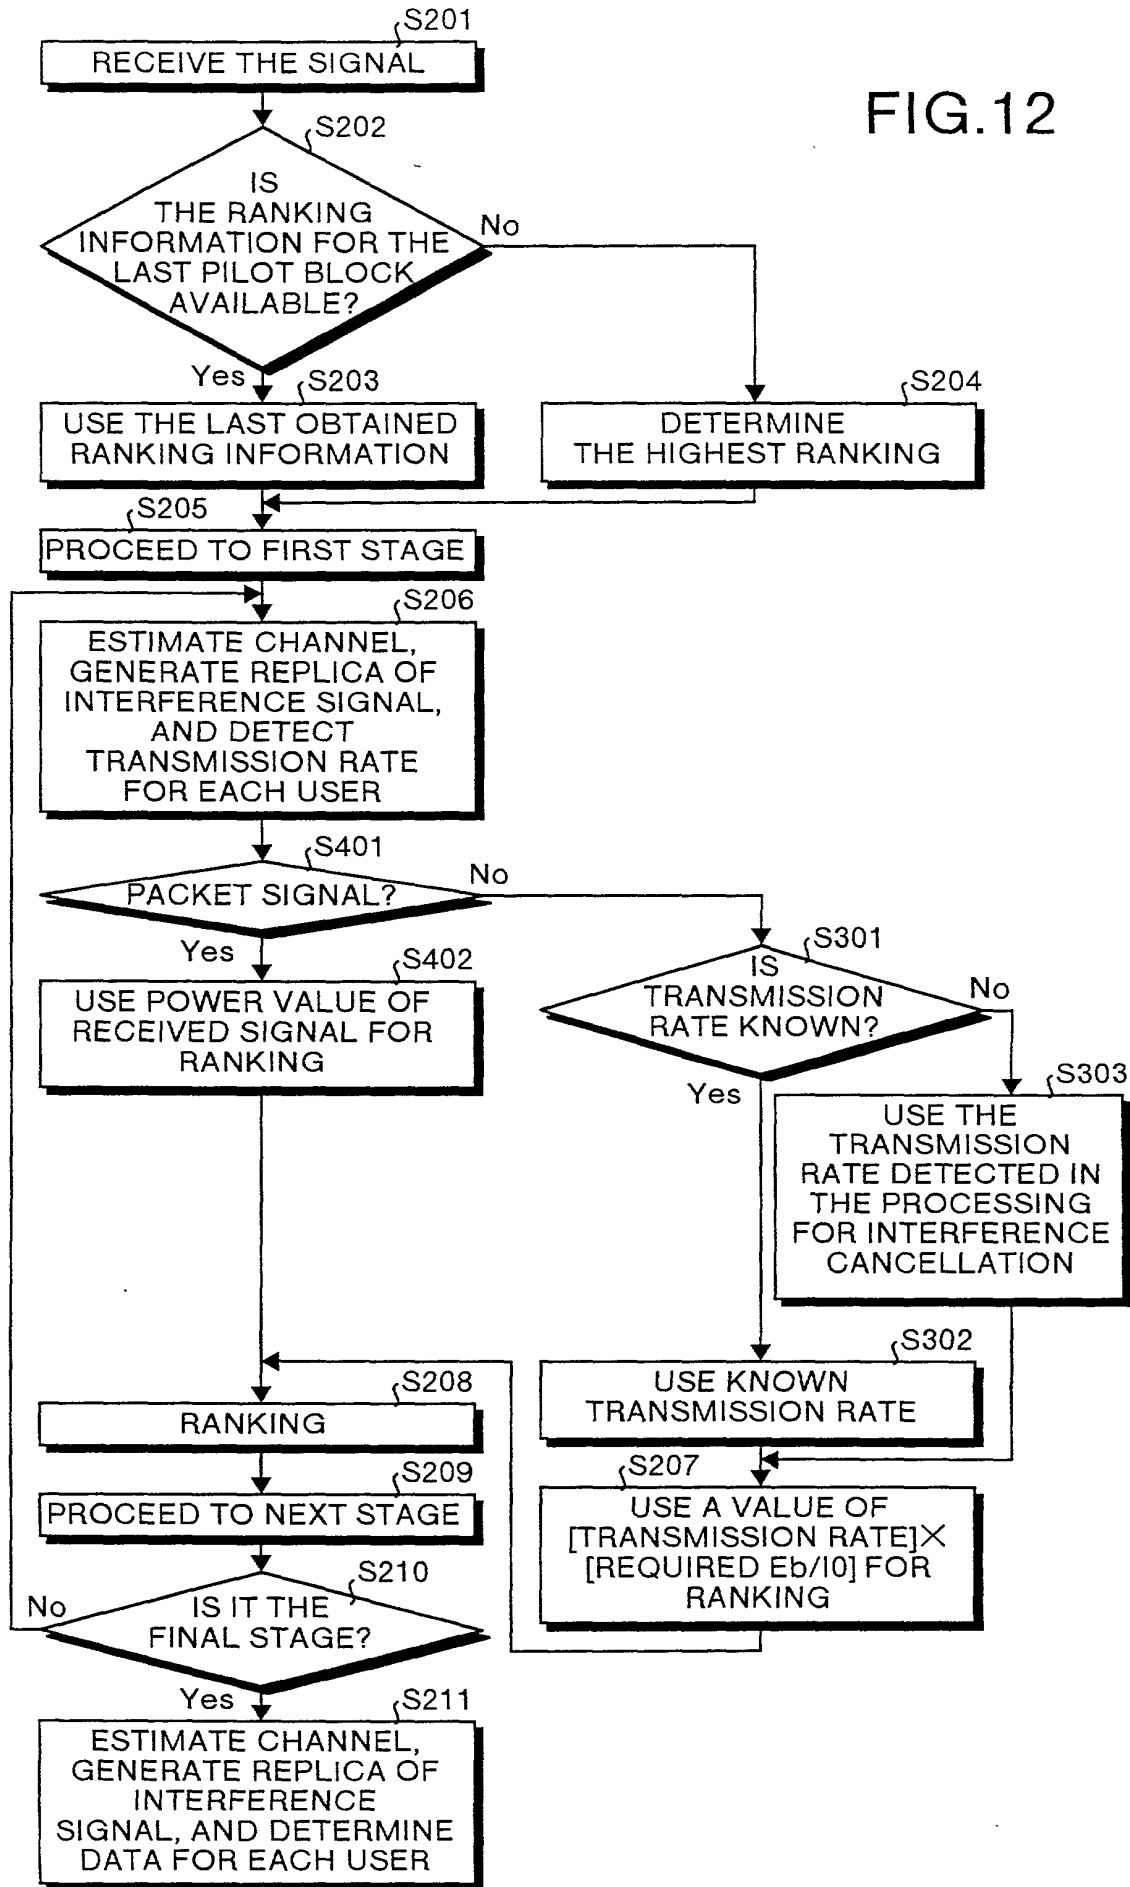 S201
RECEIVE THE SIGNAL
FIG.12
S202
IS
THE RANKING
INFORMATION FOR THE
LAST PILOT BLOCK
AVAILABLE?
No
Yes
S203
USE THE LAST OBTAINED
RANKING INFORMATION
S204
DETERMINE
THE HIGHEST RANKING
S205
PROCEED TO FIRST STAGE
S206
ESTIMATE CHANNEL,
GENERATE REPLICA OF
INTERFERENCE SIGNAL,
AND DETECT
TRANSMISSION RATE
FOR EACH USER
S401
PACKET SIGNAL?
No
Yes
S402
USE POWER VALUE OF
RECEIVED SIGNAL FOR
RANKING
S301
IS
TRANSMISSION
RATE KNOWN?
No
Yes
S303
USE THE
TRANSMISSION
RATE DETECTED IN
THE PROCESSING
FOR INTERFERENCE
CANCELLATION
S302
USE KNOWN
TRANSMISSION RATE
S207
USE A VALUE OF
[TRANSMISSION RATE]×
[REQUIRED Eb/I0] FOR
RANKING
S208
RANKING
S209
PROCEED TO NEXT STAGE
S210
IS IT THE
FINAL STAGE?
No
Yes
S211
ESTIMATE CHANNEL,
GENERATE REPLICA OF
INTERFERENCE
SIGNAL, AND DETERMINE
DATA FOR EACH USER